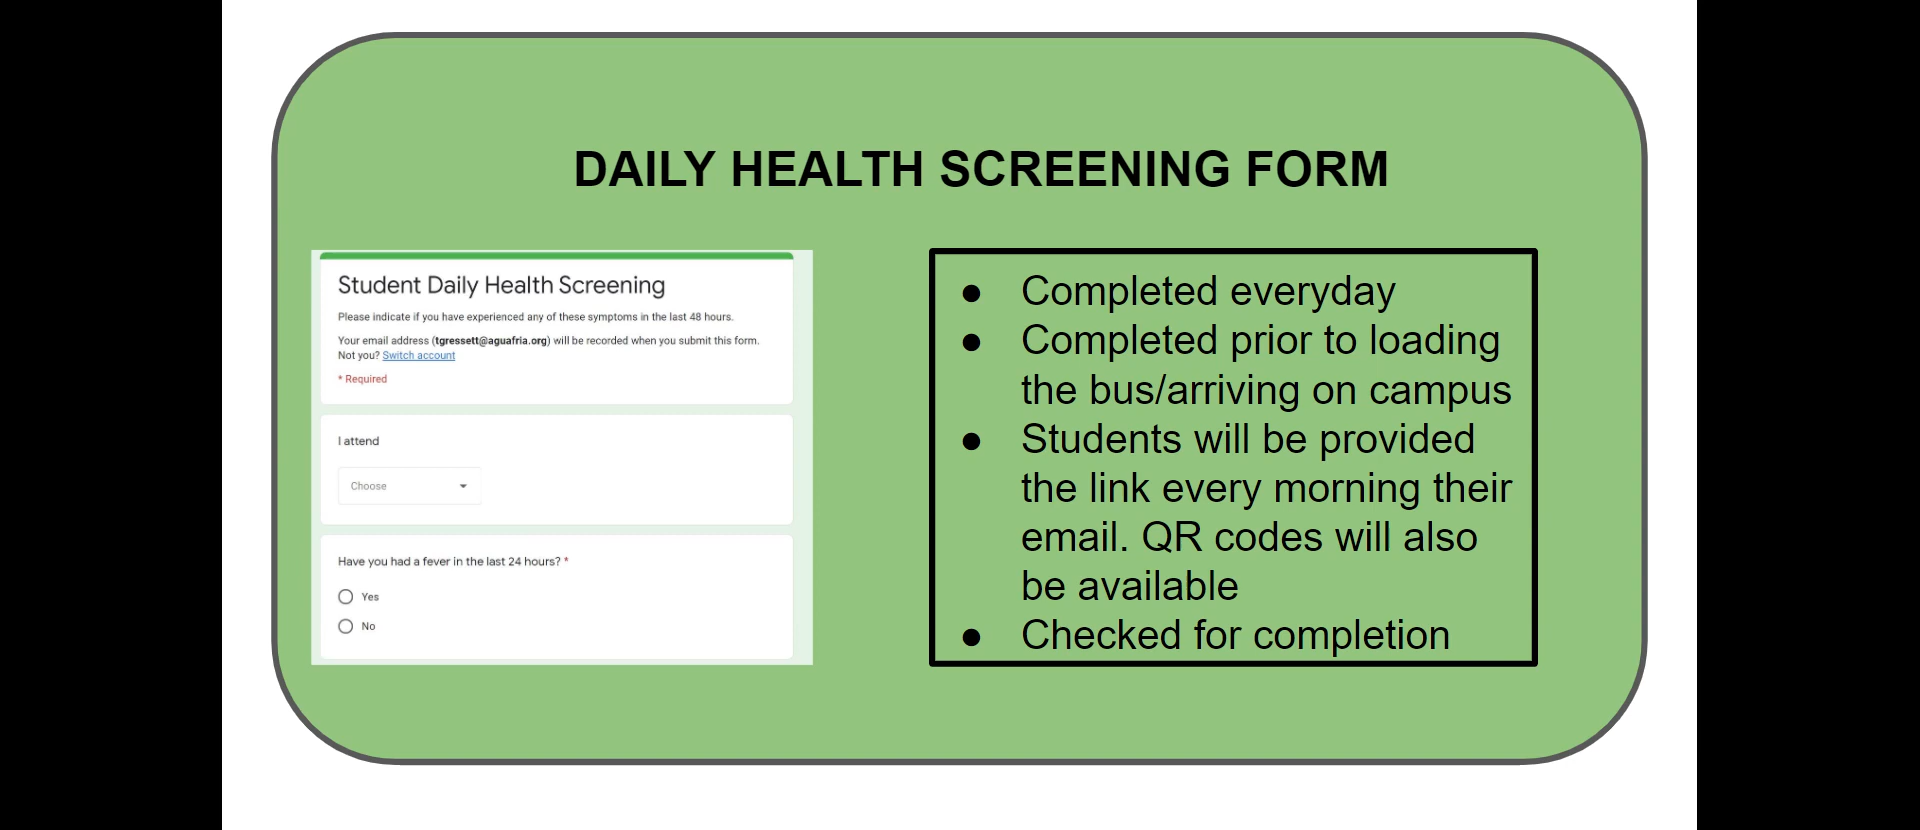 DAILY HEALTH SCREENING FORM
Student Daily Health Screening
Please indicate if you have experienced any of these symptoms in the last 48 hours.
Your email address (tgressett@aguafria.org) will be recorded when you submit this form.
Not you? Switch account
* Required
I attend
Choose
Have you had a fever in the last 24 hours? *
Yes
No
● Completed everyday
● Completed prior to loading
the bus/arriving on campus
● Students will be provided
the link every morning their
email. QR codes will also
be available
● Checked for completion